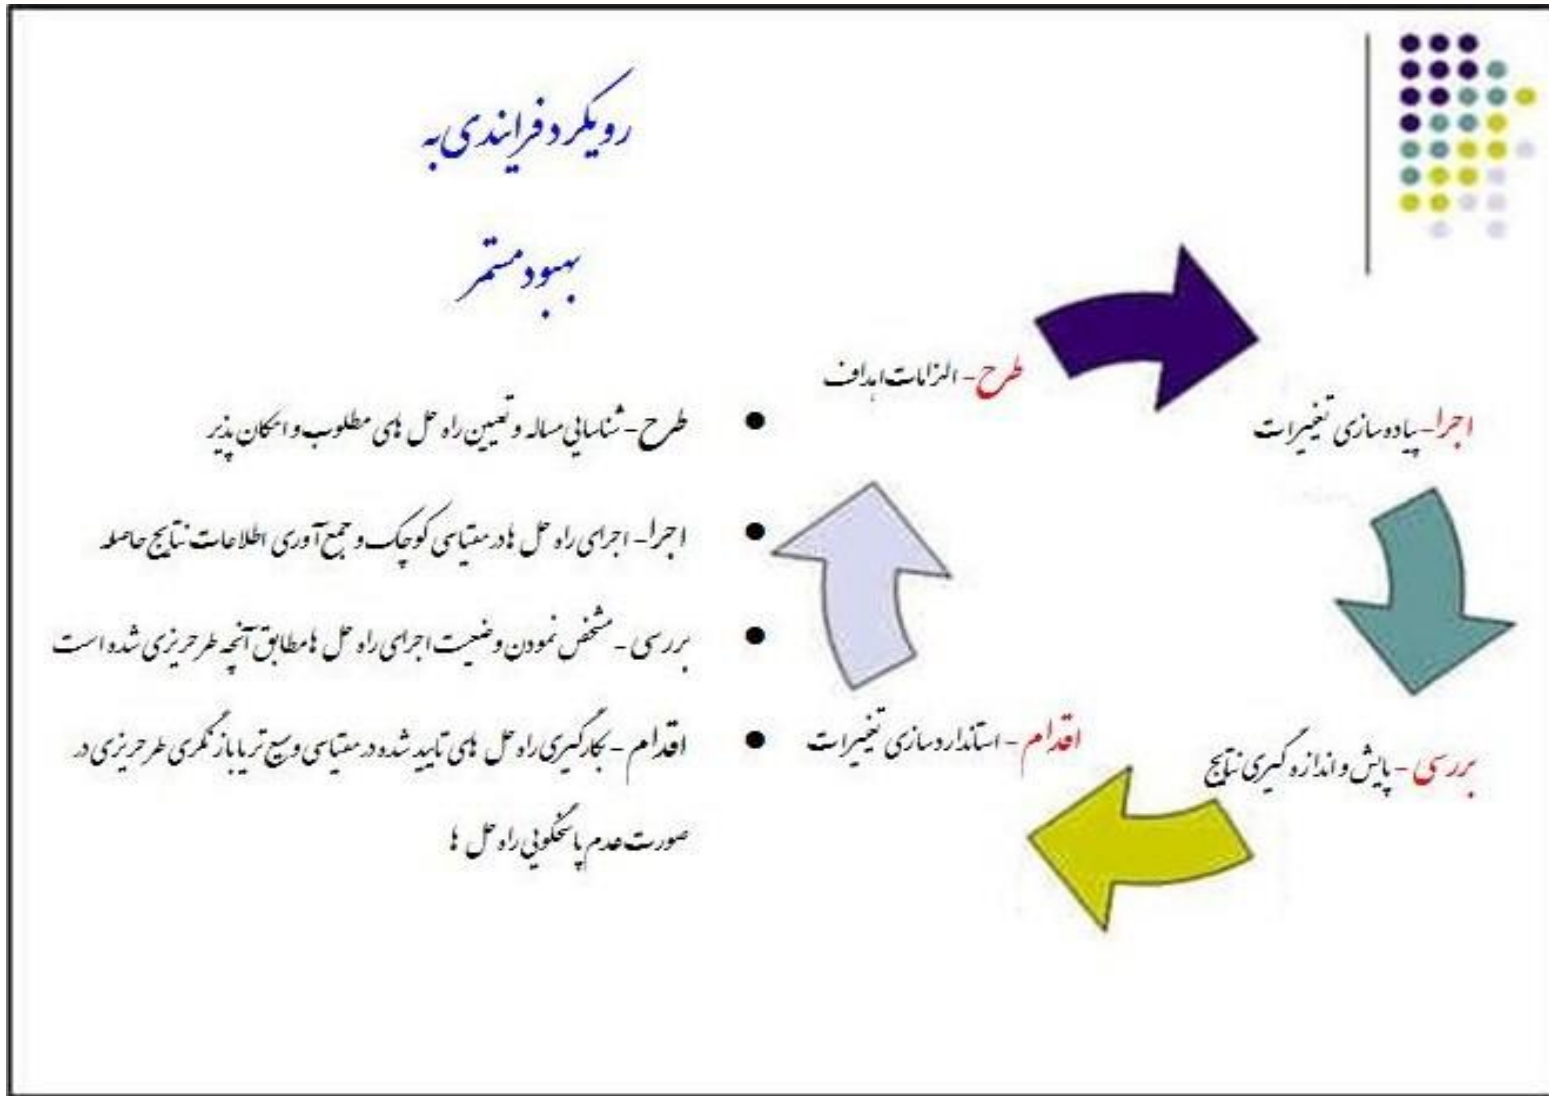 رویکرد فرایندی به
بهبود مستمر
طرح - الزامات اهداف
اجرا - پیاده سازی تغییرات
بررسی - پایش و اندازه گیری نتایج
اقدام - استاندارد سازی تغییرات
● طرح - شناسایی مساله و تعیین راه حل های مطلوب و امکان پذیر
● اجرا - اجرای راه حل ها در مقیاسی کوچک و جمع آوری اطلاعات نتایج حاصله
● بررسی - مشخص نمودن وضعیت اجرای راه حل ها مطابق آنچه طرحریزی شده است
● اقدام - بکارگیری راه حل های تایید شده در مقیاسی وسیع تر یا بازنگری طرحریزی در
صورت عدم پاسخگویی راه حل ها